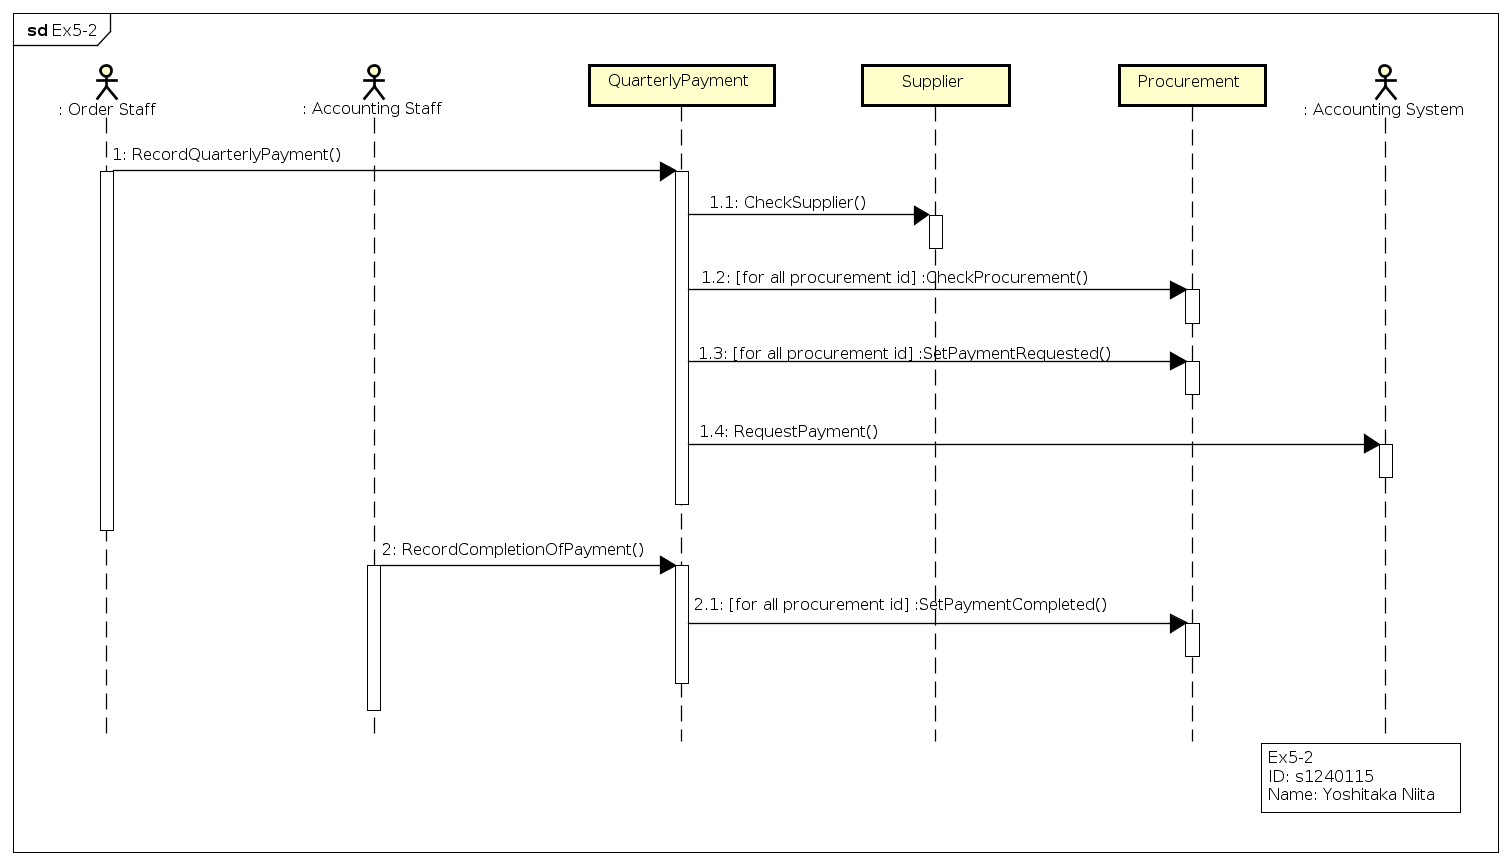 sd Ex5-2
: Order Staff
: Accounting Staff
QuarterlyPayment
Supplier
Procurement
: Accounting System
1: RecordQuarterlyPayment()
1.1: CheckSupplier()
1.2: [for all procurement id] :CheckProcurement()
1.3: [for all procurement id] :SetPaymentRequested()
1.4: RequestPayment()
2: RecordCompletionOfPayment()
2.1: [for all procurement id] :SetPaymentCompleted()
Ex5-2
ID: s1240115
Name: Yoshitaka Niita